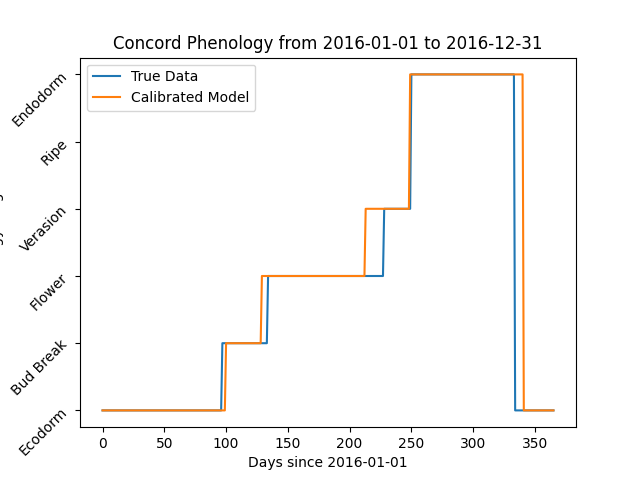 Concord Phenology from 2016-01-01 to 2016-12-31
True Data
Calibrated Model
Endodorm
Ripe
Verasion
Flower
Bud Break
Ecodorm
0 50 100 150 200 250 300 350
Days since 2016-01-01